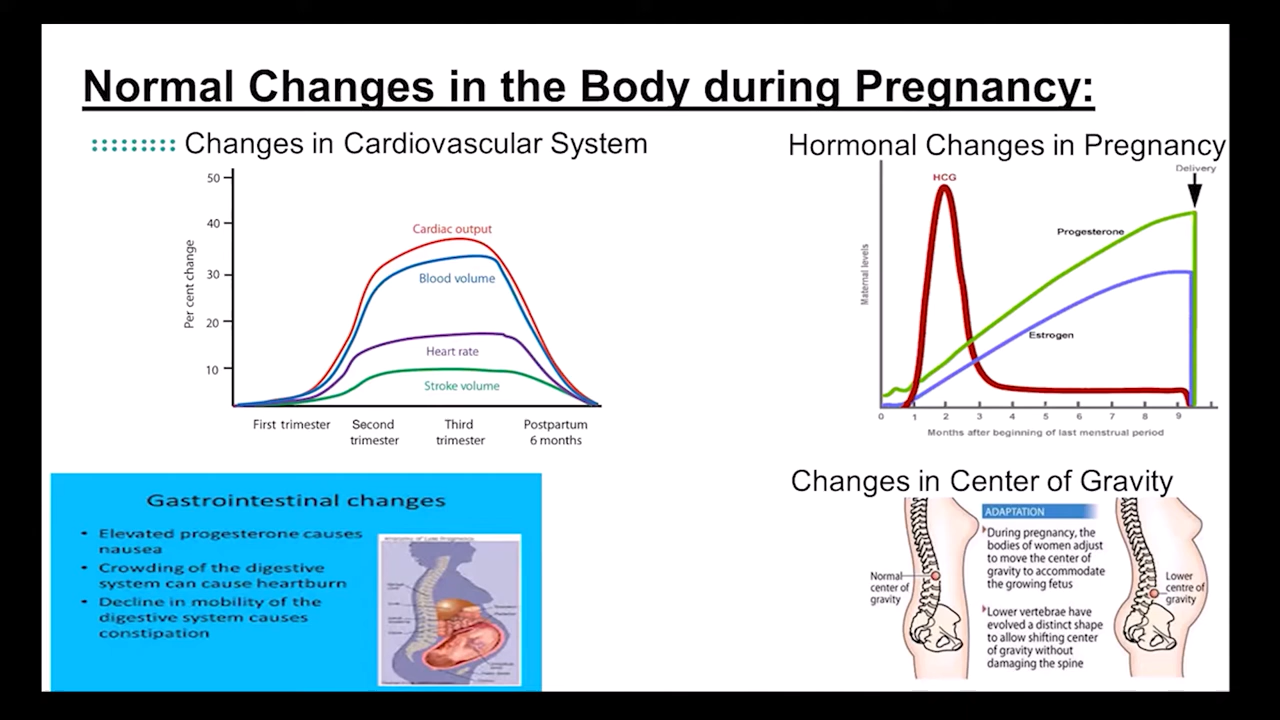 Normal Changes in the Body during Pregnancy:
Changes in Cardiovascular System
50
40
30
20
10
Per cent change
Cardiac output
Blood volume
Heart rate
Stroke volume
First trimester
Second
trimester
Third
trimester
Postpartum
6 months
Hormonal Changes in Pregnancy
Delivery
HCG
Progesterone
Estrogen
Maternal levels
0 1 2 3 4 5 6 7 8 9
Months after beginning of last menstrual period
Gastrointestinal changes
• Elevated progesterone causes
nausea
• Crowding of the digestive
system can cause heartburn
• Decline in mobility of the
digestive system causes
constipation
Changes in Center of Gravity
ADAPTATION
During pregnancy, the
bodies of women adjust
to move the center of
gravity to accommodate
the growing fetus
Lower vertebrae have
evolved a distinct shape
to allow shifting center
of gravity without
damaging the spine
Normal
center of
gravity
Lower
centre of
gravity